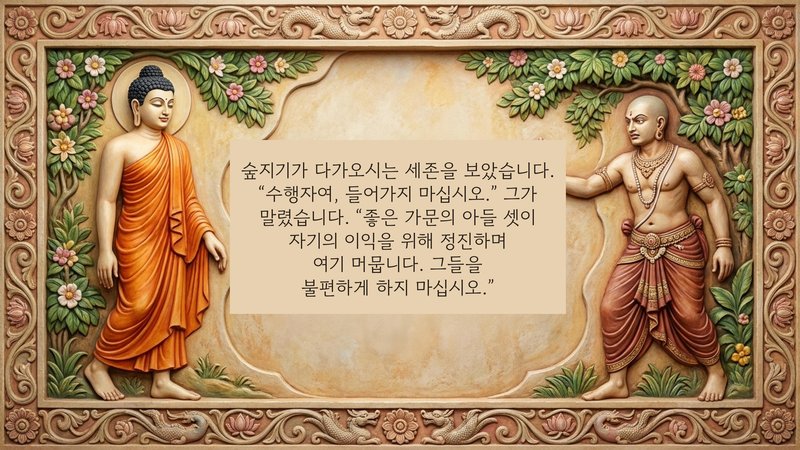 숲지기가 다가오시는 세존을 보았습니다.
“수행자여, 들어가지 마십시오.” 그가
말렸습니다. “좋은 가문의 아들 셋이
자기의 이익을 위해 정진하며
여기 머뭅니다. 그들을
불편하게 하지 마십시오.”